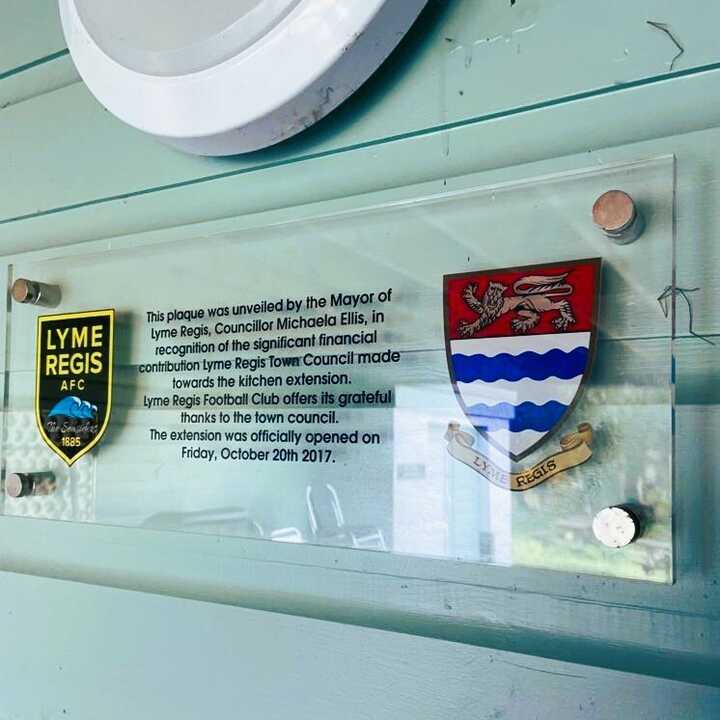 LYME
REGIS
AFC
The Seasiders
1885
This plaque was unveiled by the Mayor of
Lyme Regis, Councillor Michaela Ellis, in
recognition of the significant financial
contribution Lyme Regis Town Council made
towards the kitchen extension.
Lyme Regis Football Club offers its grateful
thanks to the town council.
The extension was officially opened on
Friday, October 20th 2017.
LYME REGIS